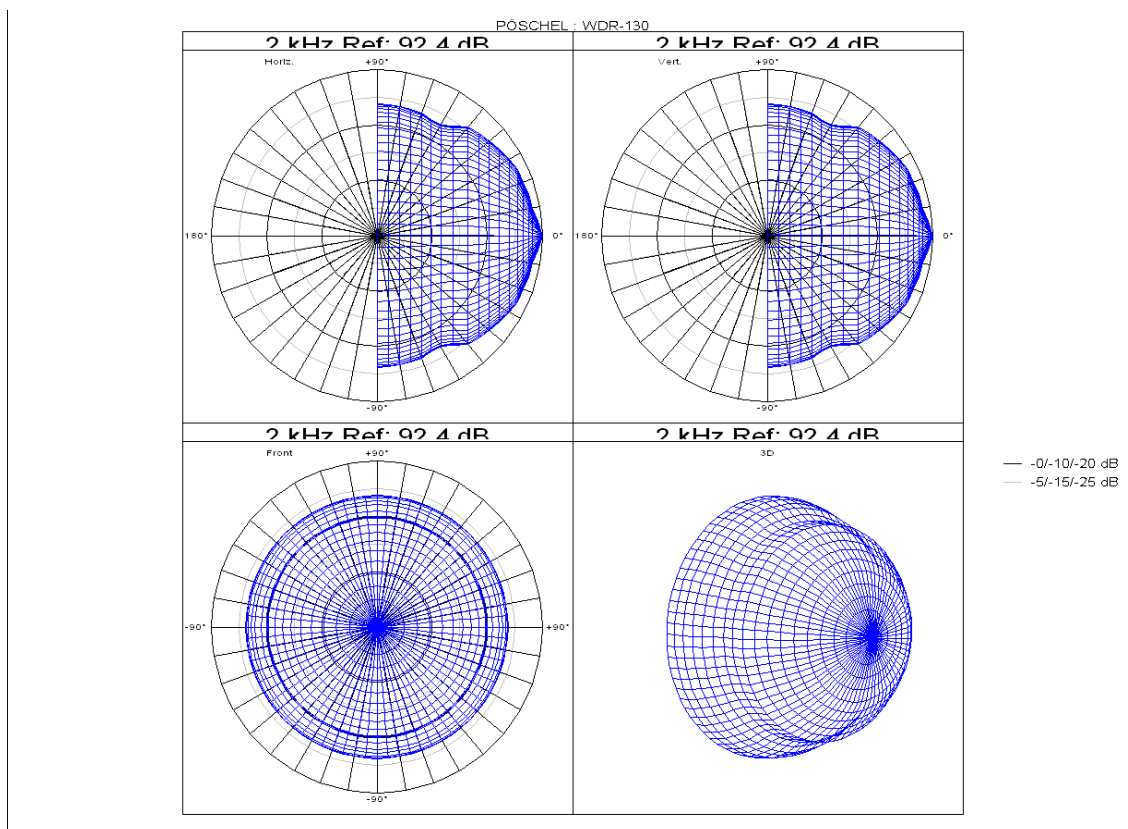 PÖSCHEL : WDR-130
2 kHz Ref: 92.4 dB
2 kHz Ref: 92.4 dB
Horiz.
+90°
180°
0°
-90°
Vert.
+90°
180°
0°
-90°
2 kHz Ref: 92.4 dB
2 kHz Ref: 92.4 dB
Front
+90°
-90°
+90°
-90°
3D
-0/-10/-20 dB
-5/-15/-25 dB